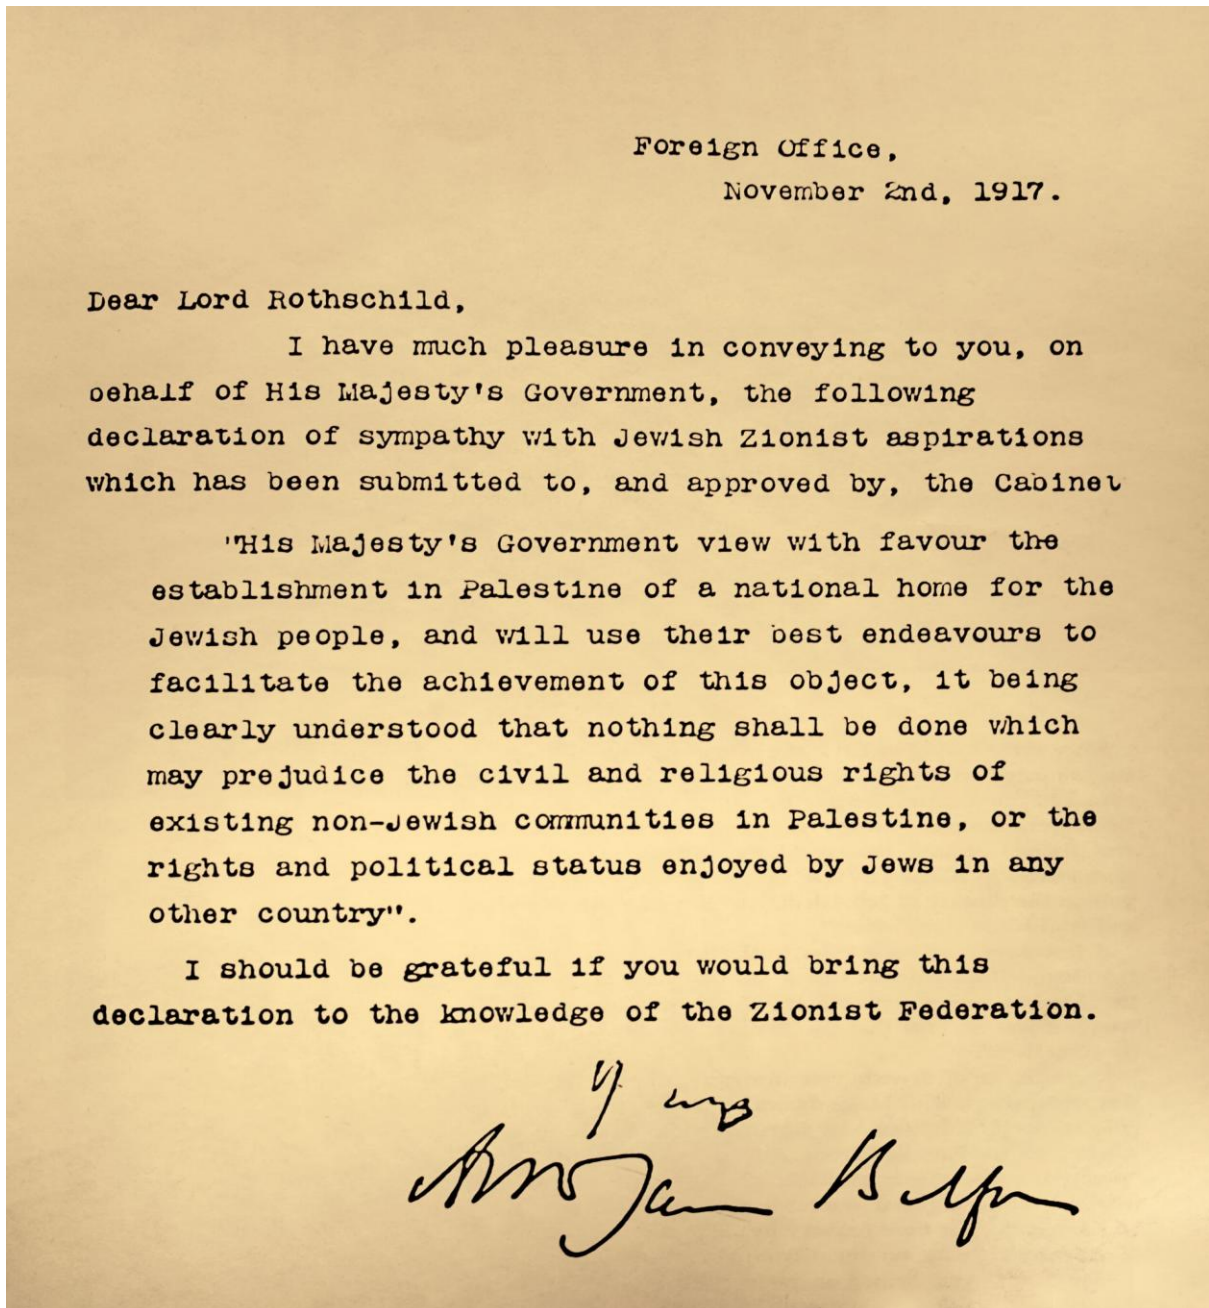 Foreign Office,
November 2nd, 1917.
Dear Lord Rothschild,
I have much pleasure in conveying to you, on
behalf of His Majesty's Government, the following
declaration of sympathy with Jewish Zionist aspirations
which has been submitted to, and approved by, the Cabinet
"His Majesty's Government view with favour the
establishment in Palestine of a national home for the
Jewish people, and will use their best endeavours to
facilitate the achievement of this object, it being
clearly understood that nothing shall be done which
may prejudice the civil and religious rights of
existing non-Jewish communities in Palestine, or the
rights and political status enjoyed by Jews in any
other country".
I should be grateful if you would bring this
declaration to the knowledge of the Zionist Federation.
Arthur James Balfour